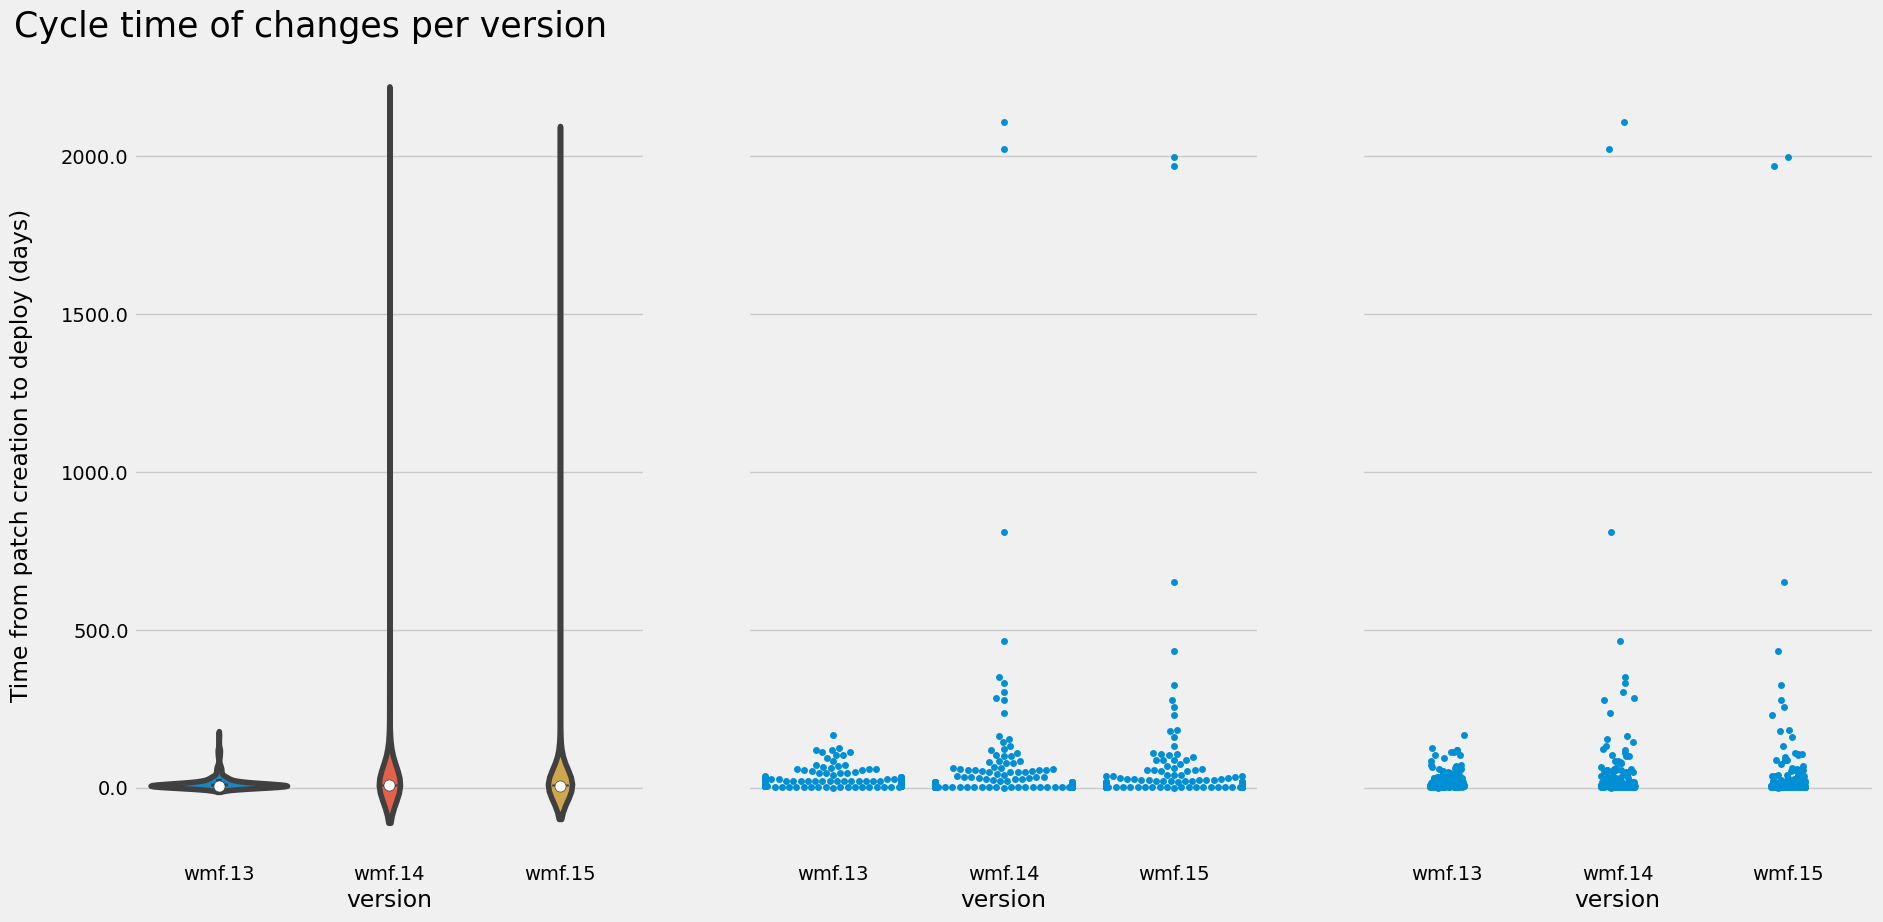 Cycle time of changes per version
Time from patch creation to deploy (days)
2000.0
1500.0
1000.0
500.0
0.0
wmf.13 wmf.14 wmf.15
version
wmf.13 wmf.14 wmf.15
version
wmf.13 wmf.14 wmf.15
version